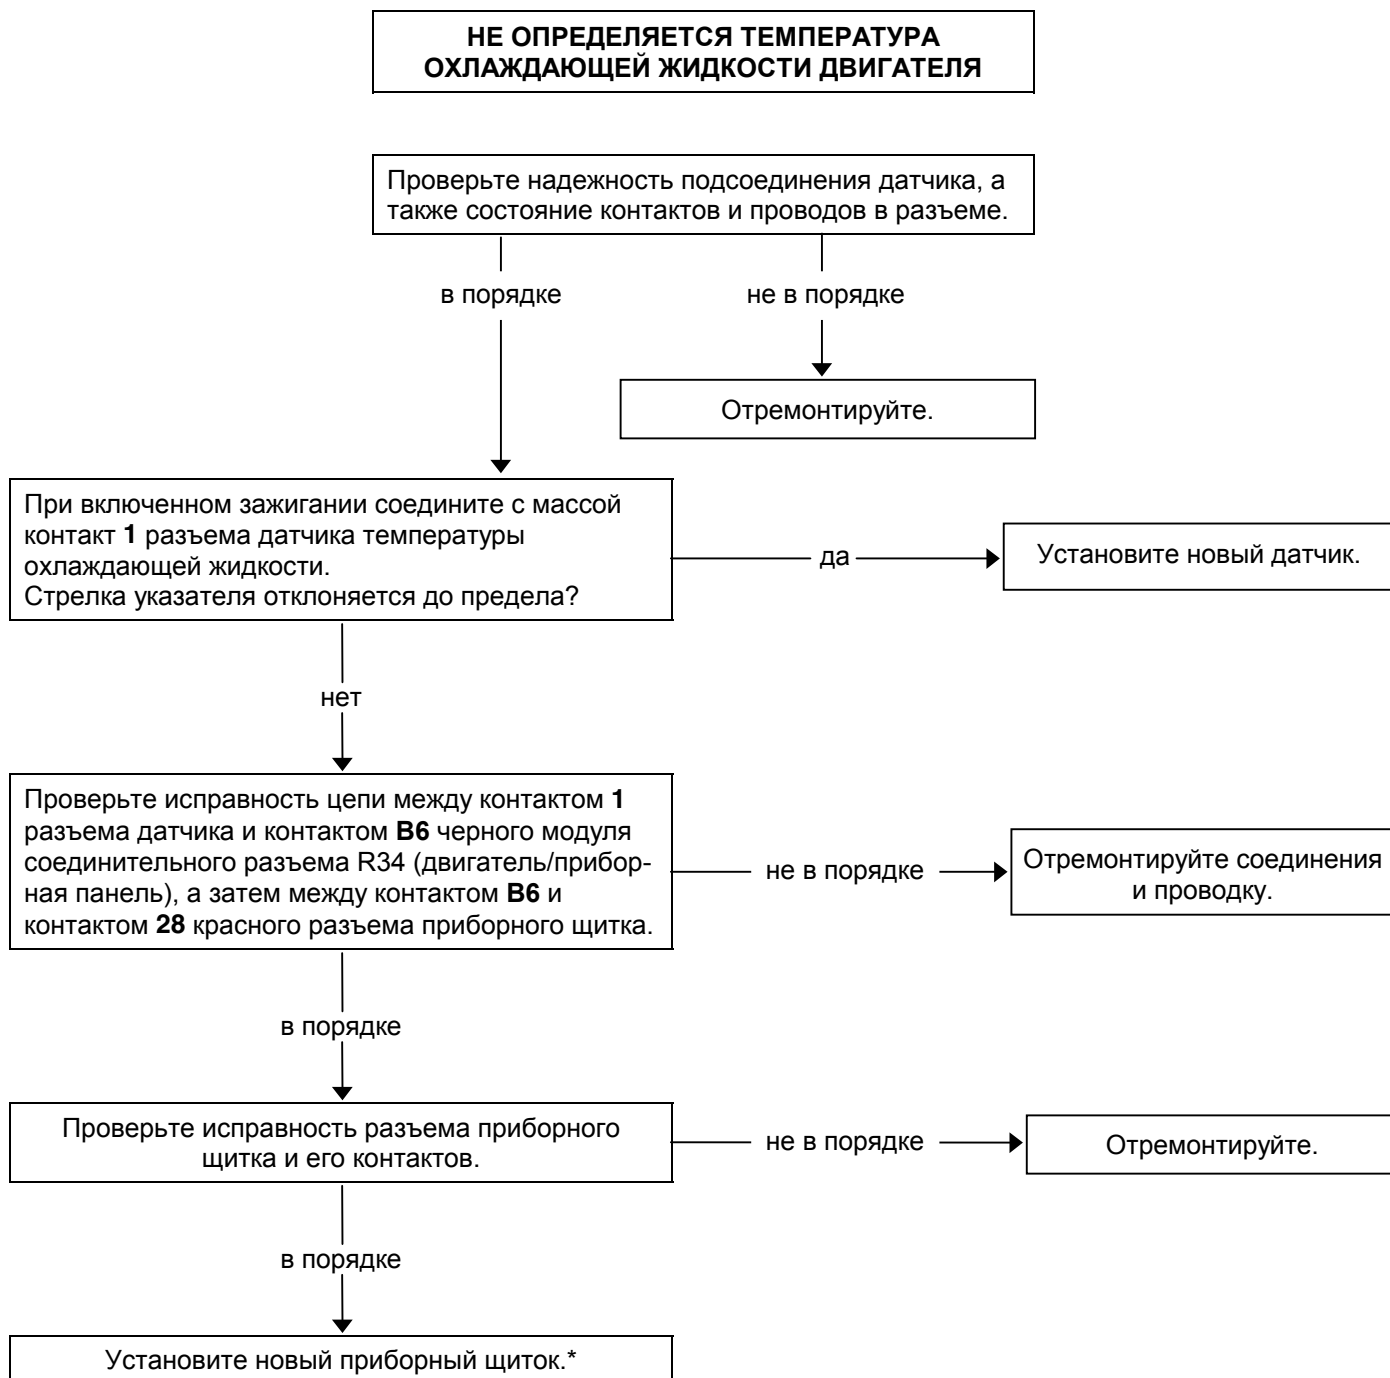 НЕ ОПРЕДЕЛЯЕТСЯ ТЕМПЕРАТУРА
ОХЛАЖДАЮЩЕЙ ЖИДКОСТИ ДВИГАТЕЛЯ
Проверьте надежность подсоединения датчика, а
также состояние контактов и проводов в разъеме.
в порядке
не в порядке
Отремонтируйте.
При включенном зажигании соедините с массой
контакт 1 разъема датчика температуры
охлаждающей жидкости.
Стрелка указателя отклоняется до предела?
да
Установите новый датчик.
нет
Проверьте исправность цепи между контактом 1
разъема датчика и контактом В6 черного модуля
соединительного разъема R34 (двигатель/прибор-
ная панель), а затем между контактом В6 и
контактом 28 красного разъема приборного щитка.
не в порядке
Отремонтируйте соединения
и проводку.
в порядке
Проверьте исправность разъема приборного
щитка и его контактов.
не в порядке
Отремонтируйте.
в порядке
Установите новый приборный щиток.*